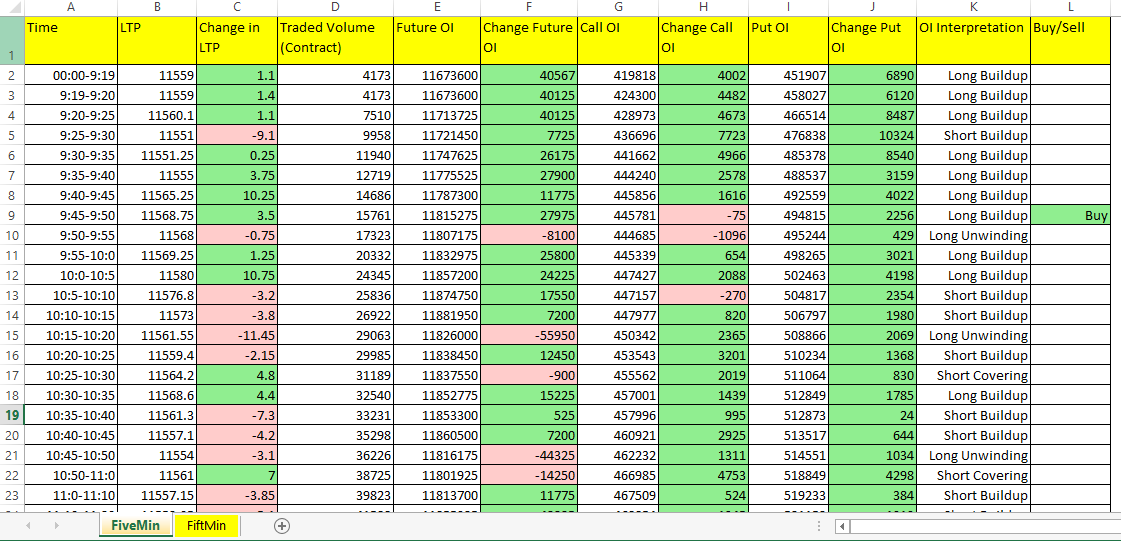 A B C D E F G H I J K L
1 Time LTP Change in LTP Traded Volume (Contract) Future OI Change Future OI Call OI Change Call OI Put OI Change Put OI OI Interpretation Buy/Sell
2 00:00-9:19 11559 1.1 4173 11673600 40567 419818 4002 451907 6890 Long Buildup
3 9:19-9:20 11559 1.4 4173 11673600 40125 424300 4482 458027 6120 Long Buildup
4 9:20-9:25 11560.1 1.1 7510 11713725 40125 428973 4673 466514 8487 Long Buildup
5 9:25-9:30 11551 -9.1 9958 11721450 7725 436696 7723 476838 10324 Short Buildup
6 9:30-9:35 11551.25 0.25 11940 11747625 26175 441662 4966 485378 8540 Long Buildup
7 9:35-9:40 11555 3.75 12719 11775525 27900 444240 2578 488537 3159 Long Buildup
8 9:40-9:45 11565.25 10.25 14686 11787300 11775 445856 1616 492559 4022 Long Buildup
9 9:45-9:50 11568.75 3.5 15761 11815275 27975 445781 -75 494815 2256 Long Buildup Buy
10 9:50-9:55 11568 -0.75 17323 11807175 -8100 444685 -1096 495244 429 Long Unwinding
11 9:55-10:0 11569.25 1.25 20332 11832975 25800 445339 654 498265 3021 Long Buildup
12 10:0-10:5 11580 10.75 24345 11857200 24225 447427 2088 502463 4198 Long Buildup
13 10:5-10:10 11576.8 -3.2 25836 11874750 17550 447157 -270 504817 2354 Short Buildup
14 10:10-10:15 11573 -3.8 26922 11881950 7200 447977 820 506797 1980 Short Buildup
15 10:15-10:20 11561.55 -11.45 29063 11826000 -55950 450342 2365 508866 2069 Long Unwinding
16 10:20-10:25 11559.4 -2.15 29985 11838450 12450 453543 3201 510234 1368 Short Buildup
17 10:25-10:30 11564.2 4.8 31189 11837550 -900 455562 2019 511064 830 Short Covering
18 10:30-10:35 11568.6 4.4 32540 11852775 15225 457001 1439 512849 1785 Long Buildup
19 10:35-10:40 11561.3 -7.3 33231 11853300 525 457996 995 512873 24 Short Buildup
20 10:40-10:45 11557.1 -4.2 35298 11860500 7200 460921 2925 513517 644 Short Buildup
21 10:45-10:50 11554 -3.1 36226 11816175 -44325 462232 1311 514551 1034 Long Unwinding
22 10:50-11:0 11561 7 38725 11801925 -14250 466985 4753 518849 4298 Short Covering
23 11:0-11:10 11557.15 -3.85 39823 11813700 11775 467509 524 519233 384 Short Buildup
FiveMin FiftMin